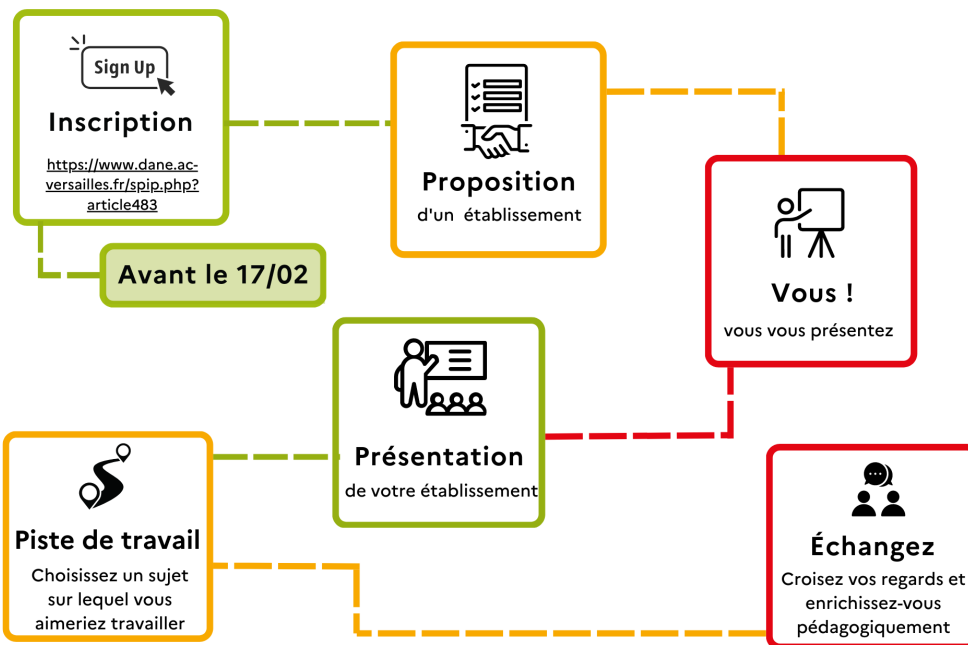 Sign Up
Inscription
https://www.dane.ac-
versailles.fr/spip.php?
article483
Avant le 17/02
Proposition
d'un établissement
Vous !
vous vous présentez
Présentation
de votre établissement
Piste de travail
Choisissez un sujet
sur lequel vous
aimeriez travailler
Échangez
Croisez vos regards et
enrichissez-vous
pédagogiquement